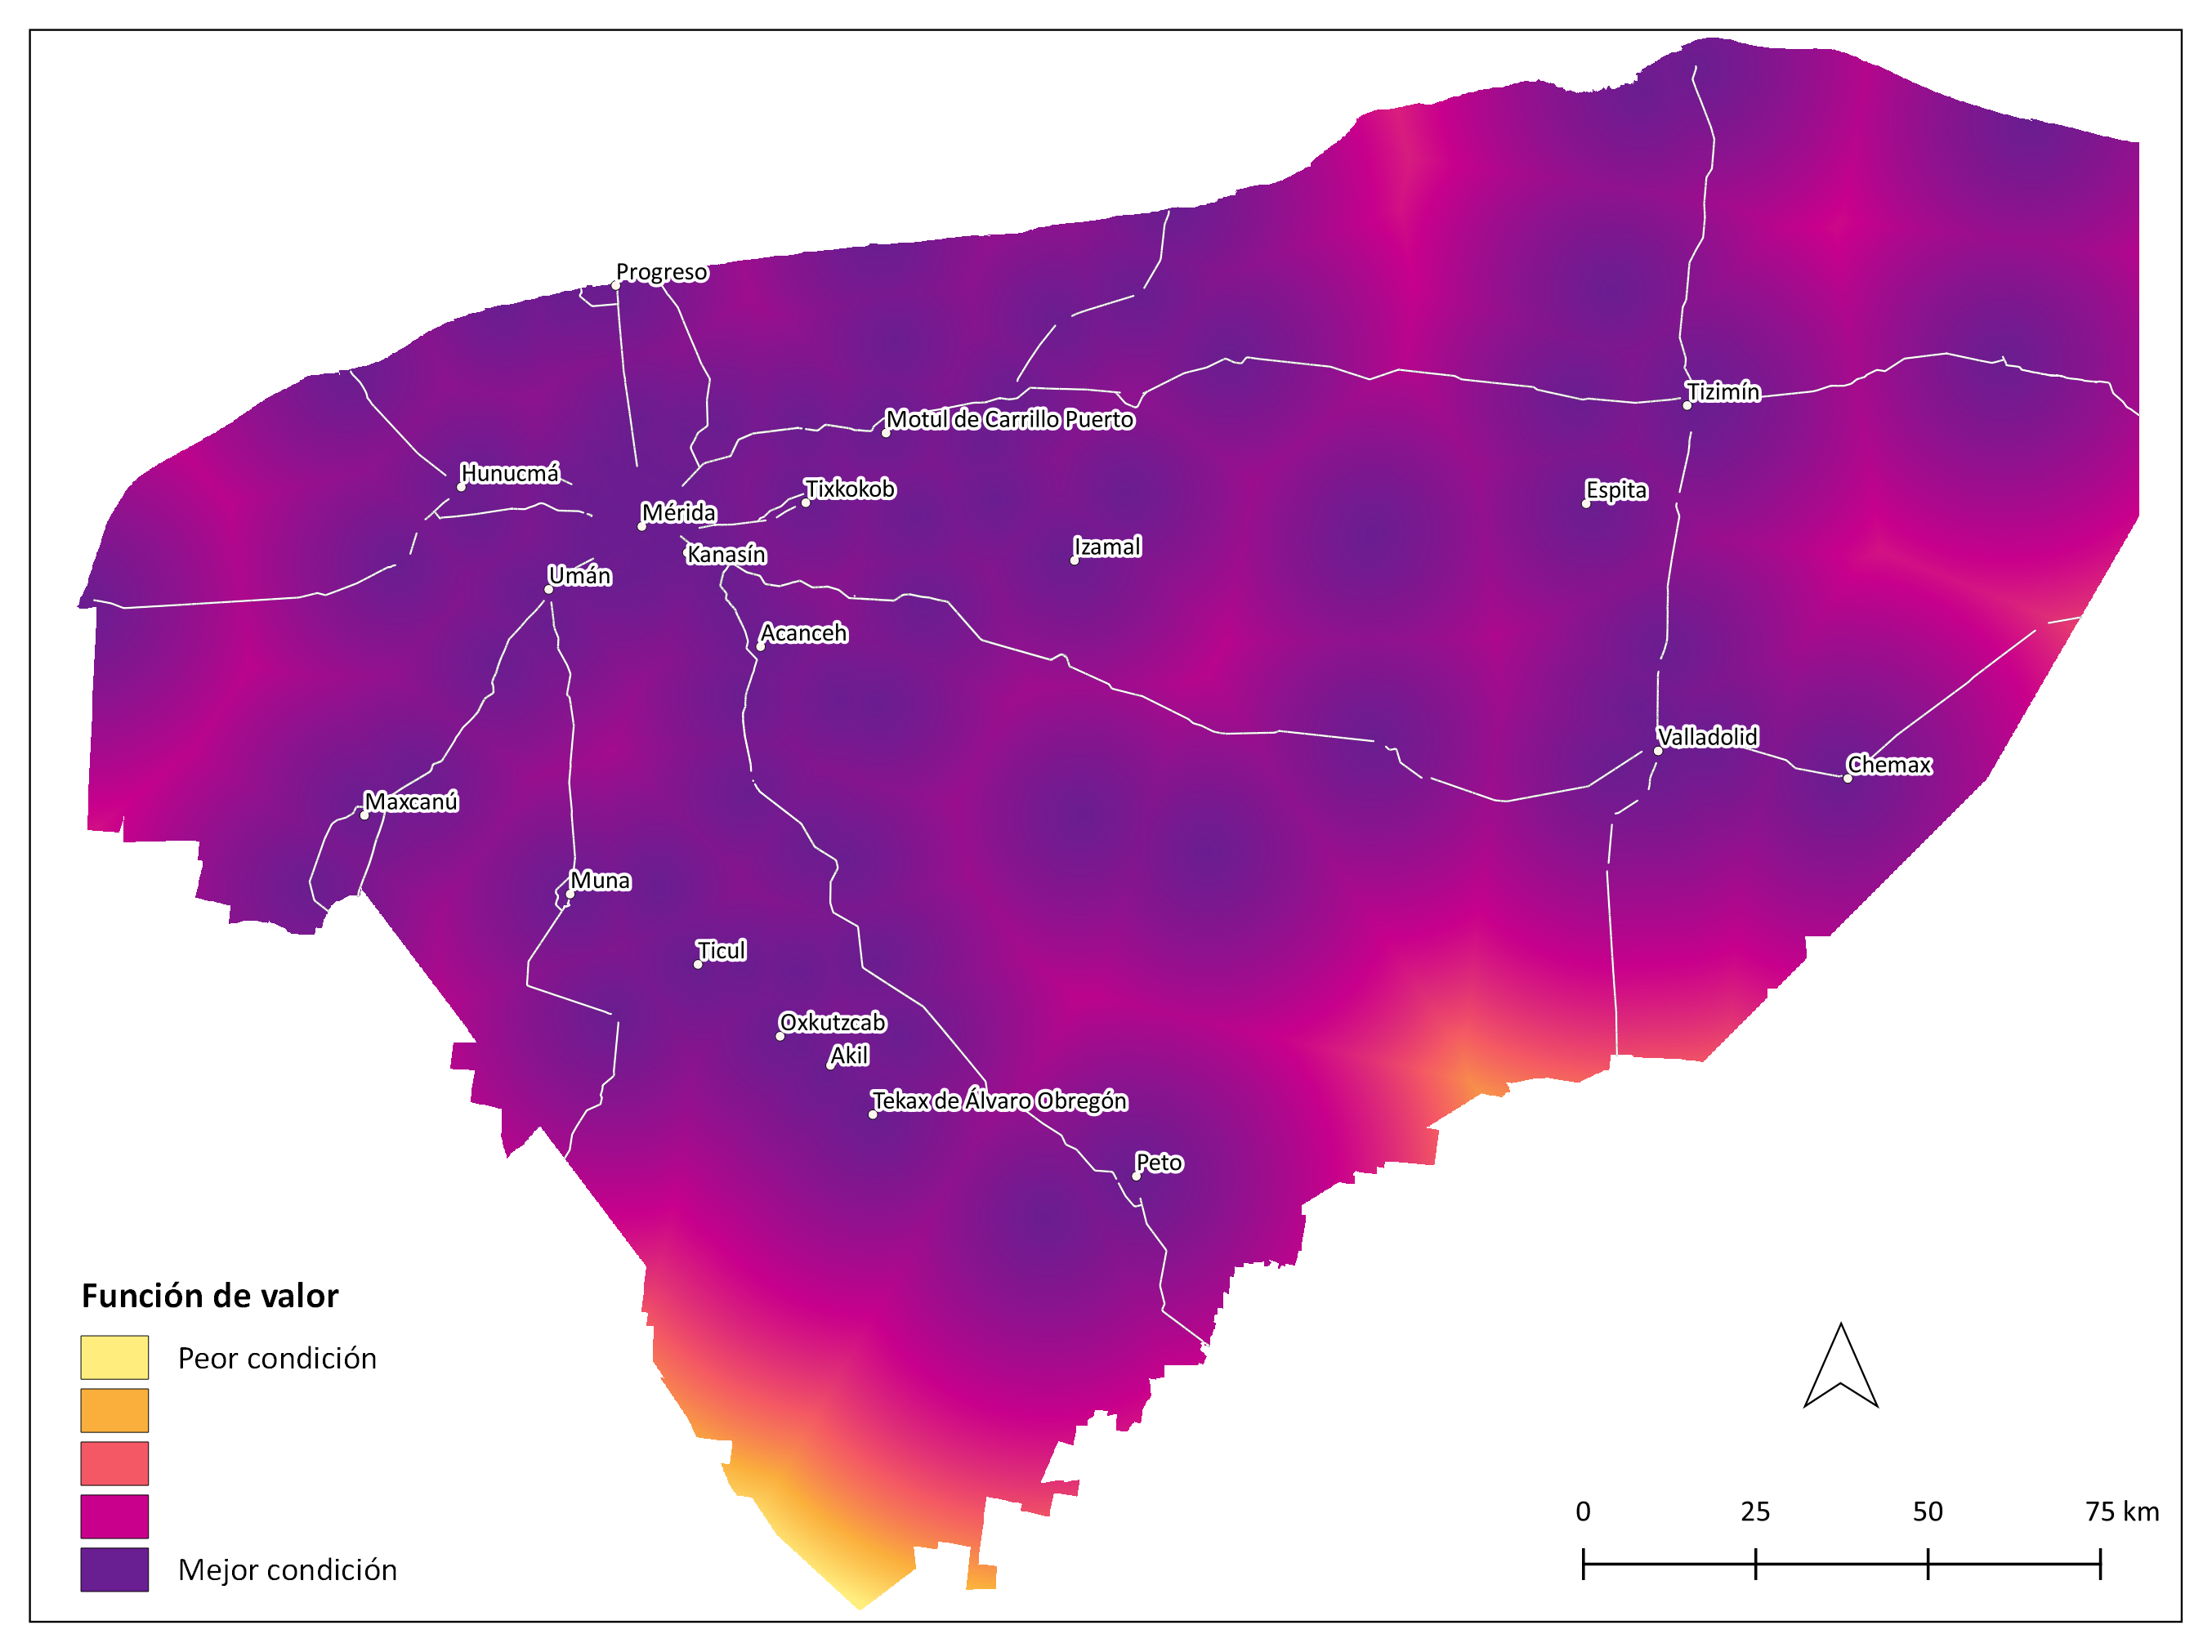 Progreso
Tizimín
Motul de Carrillo Puerto
Hunucmá
Tixkokob
Espita
Mérida
Izamal
Kanasín
Umán
Acanceh
Valladolid
Chemax
Maxcanú
Muna
Ticul
Oxkutzcab
Akil
Tekax de Álvaro Obregón
Peto
Función de valor
Peor condición
Mejor condición
0 25 50 75 km